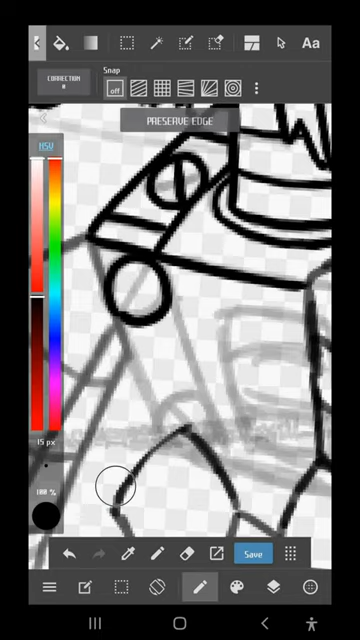 Aa
CORRECTION
0
Snap
off
PRESERVE EDGE
HSV
15 px
100 %
Save